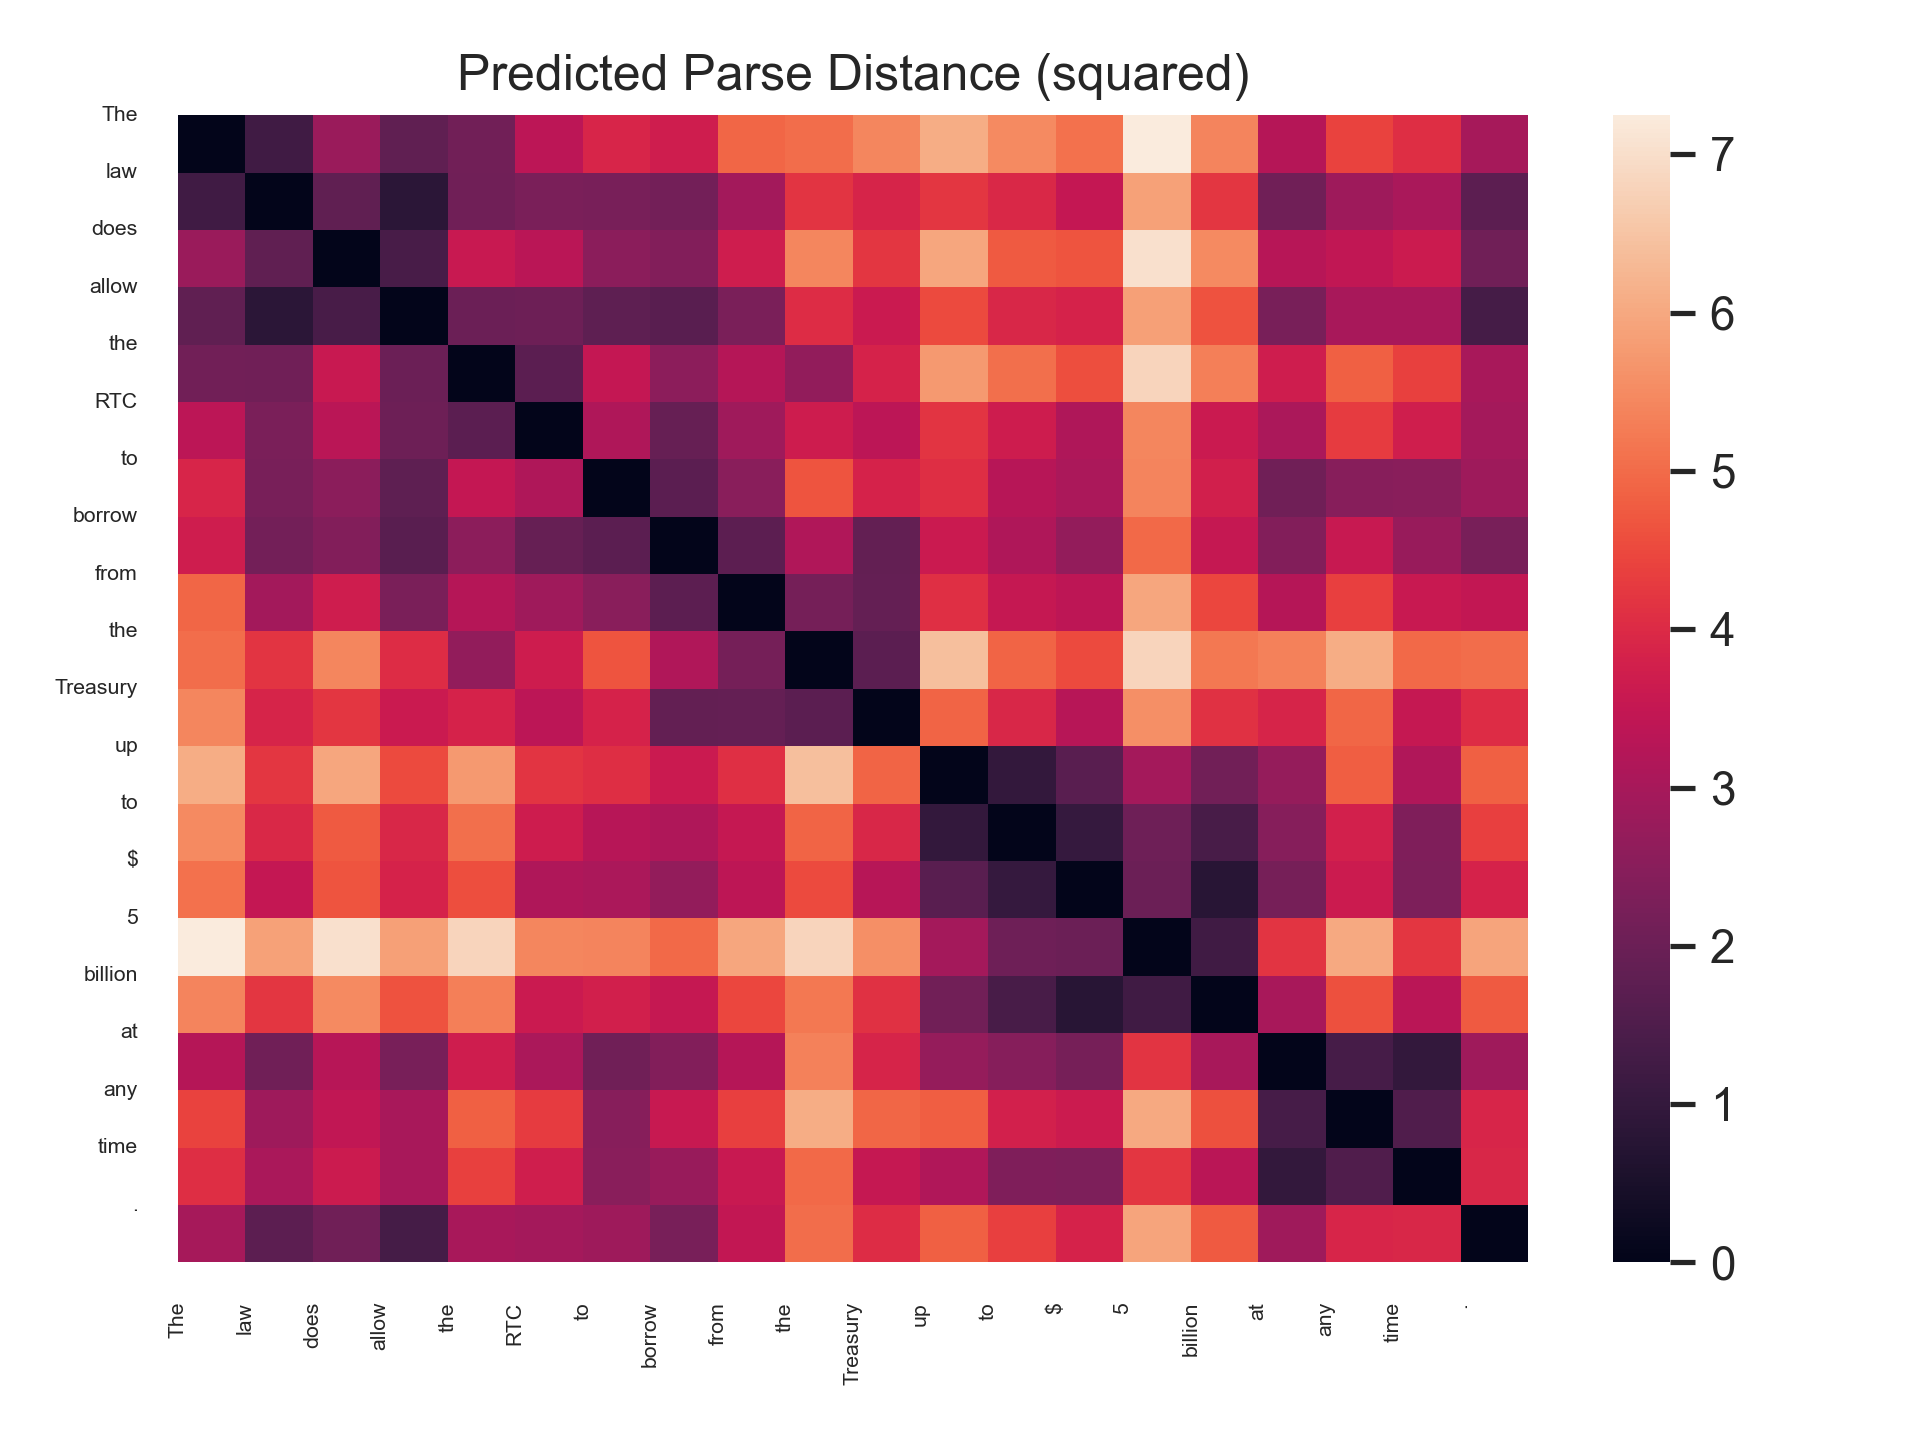 Predicted Parse Distance (squared)
The
law
does
allow
the
RTC
to
borrow
from
the
Treasury
up
to
$
5
billion
at
any
time
.
7
6
5
4
3
2
1
0
The
law
does
allow
the
RTC
to
borrow
from
the
Treasury
up
to
$
5
billion
at
any
time
.